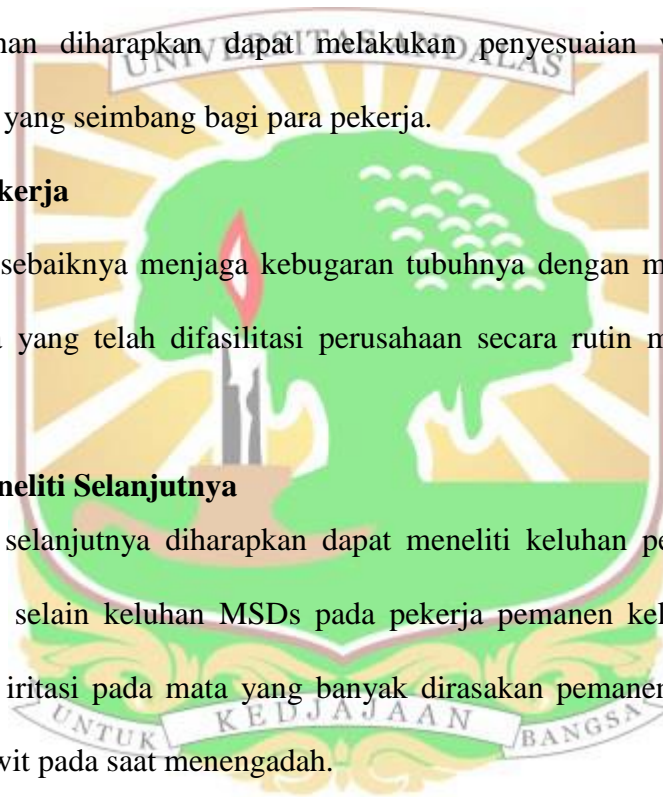 nan diharapkan dapat melakukan penyesuaian
UNIVERSITAS ANDALAS
yang seimbang bagi para pekerja.
kerja
sebaiknya menjaga kebugaran tubuhnya dengan m
a yang telah difasilitasi perusahaan secara rutin m
neliti Selanjutnya
selanjutnya diharapkan dapat meneliti keluhan pe
selain keluhan MSDs pada pekerja pemanen kel
iritasi pada mata yang banyak dirasakan pemanen
UNTUK KEDJAJAAN BANGSA
wit pada saat menengadah.